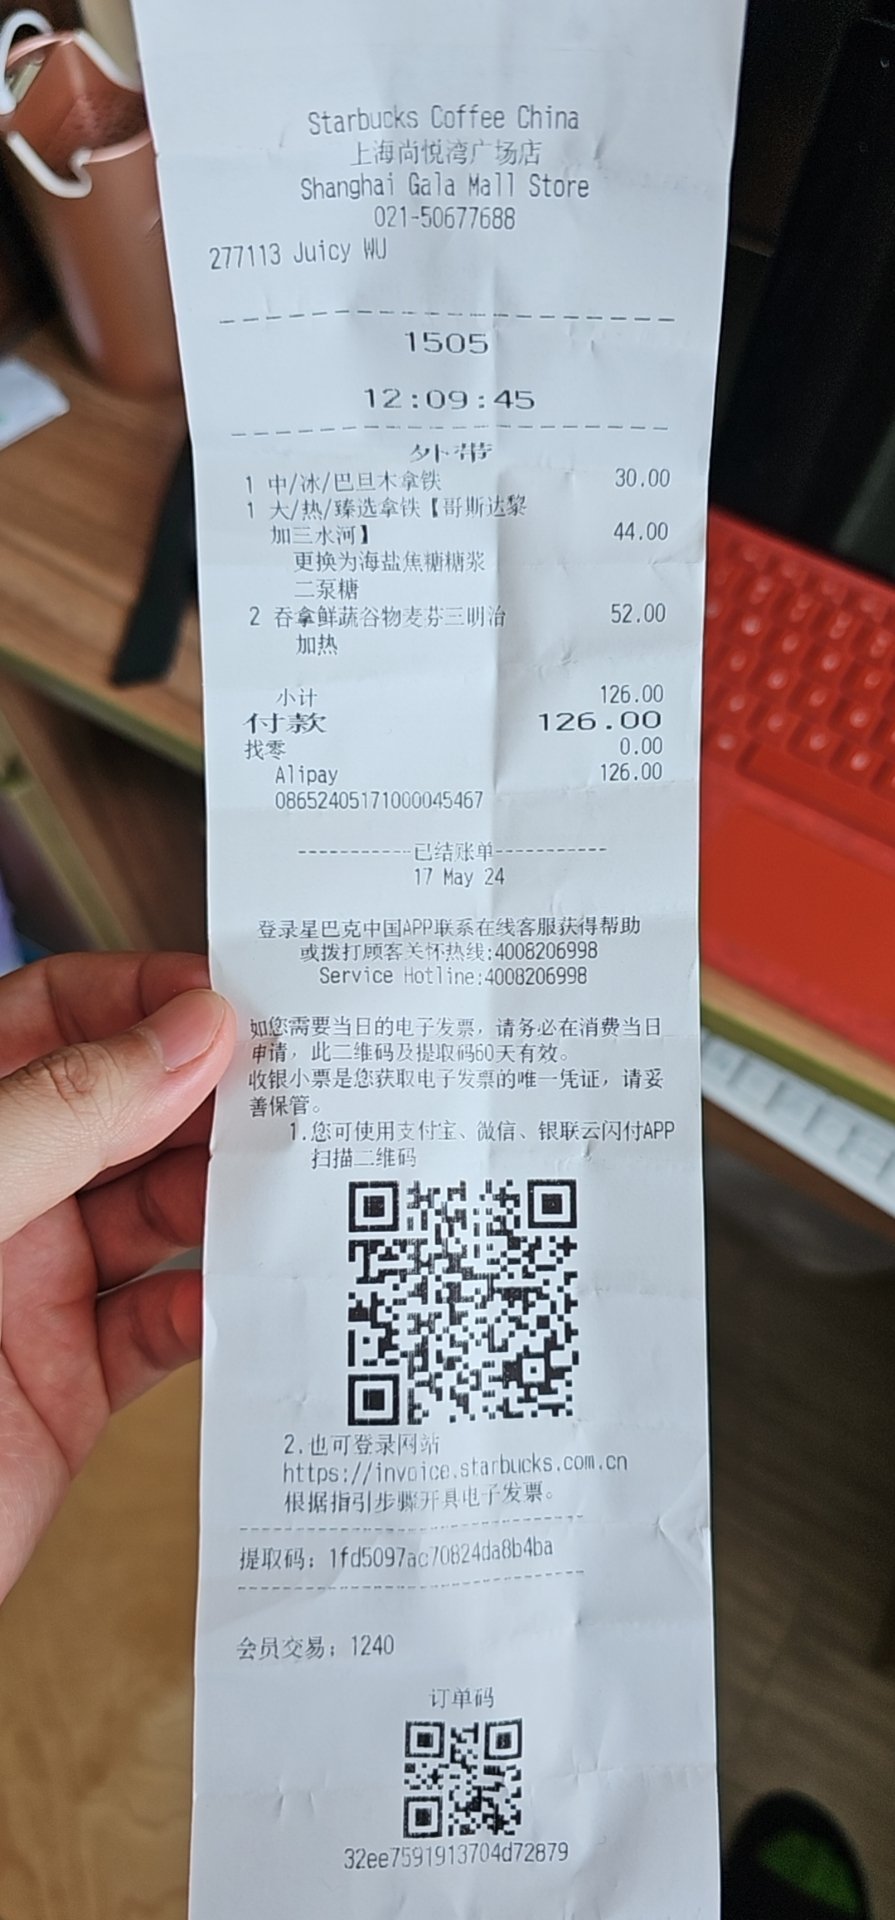 Starbucks Coffee China
上海尚悦湾广场店
Shanghai Gala Mall Store
021-50677688
277113 Juicy WU
1505
12:09:45
外带
1 中/冰/巴旦木拿铁 30.00
1 大/热/臻选拿铁【哥斯达黎
加三水河】 44.00
更换为海盐焦糖糖浆
二泵糖
2 吞拿鲜蔬谷物麦芬三明治 52.00
加热
小计 126.00
付款 126.00
找零 0.00
Alipay 126.00
08652405171000045467
-----------已结账单-----------
17 May 24
登录星巴克中国APP联系在线客服获得帮助
或拨打顾客关怀热线:4008206998
Service Hotline:4008206998
如您需要当日的电子发票，请务必在消费当日
申请，此二维码及提取码60天有效。
收银小票是您获取电子发票的唯一凭证，请妥
善保管。
1.您可使用支付宝、微信、银联云闪付APP
扫描二维码
2.也可登录网站
https://invoice.starbucks.com.cn
根据指引步骤开具电子发票。
提取码：1fd5097ac70824da8b4ba
会员交易：1240
订单码
32ee7591913704d72879